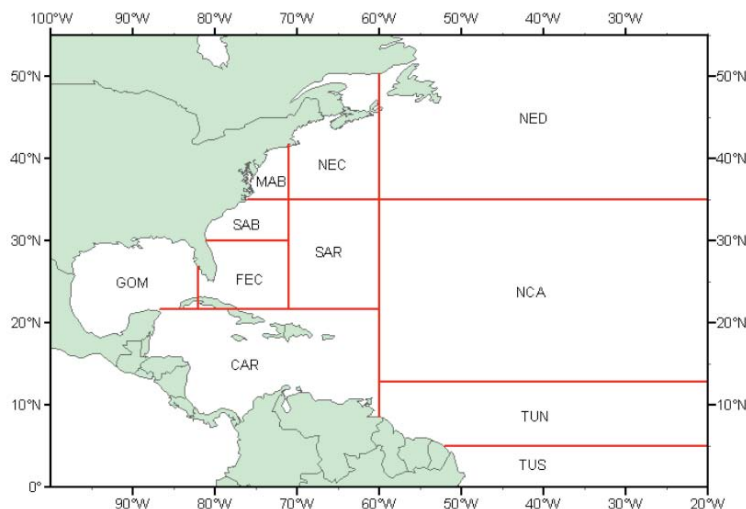 100°W 90°W 80°W 70°W 60°W 50°W 40°W 30°W
50°N 50°N
NED
40°N NEC 40°N
MAB
SAB
30°N SAR 30°N
GOM FEC NCA
20°N 20°N
CAR
10°N TUN 10°N
TUS
0°
90°W 80°W 70°W 60°W 50°W 40°W 30°W 20°W